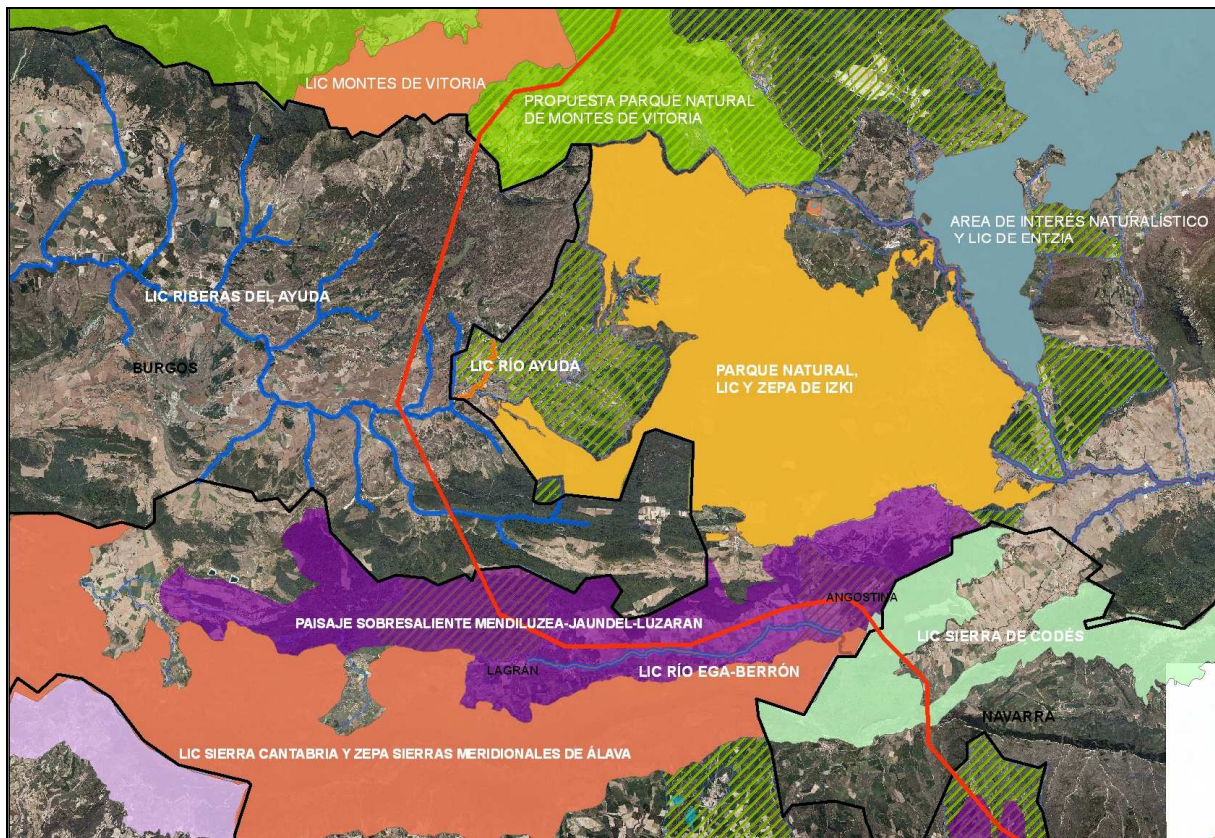 LIC MONTES DE VITORIA
PROPUESTA PARQUE NATURAL
DE MONTES DE VITORIA
AREA DE INTERÉS NATURALÍSTICO
Y LIC DE ENTZIA
LIC RIBERAS DEL AYUDA
BURGOS
LIC RÍO AYUDA
PARQUE NATURAL,
LIC Y ZEPA DE IZKI
ANGOSTINA
PAISAJE SOBRESALIENTE MENDILUZEA-JAUNDEL-LUZARAN
LIC SIERRA DE CODÉS
LAGRÁN
LIC RÍO EGA-BERRÓN
NAVARRA
LIC SIERRA CANTABRIA Y ZEPA SIERRAS MERIDIONALES DE ÁLAVA